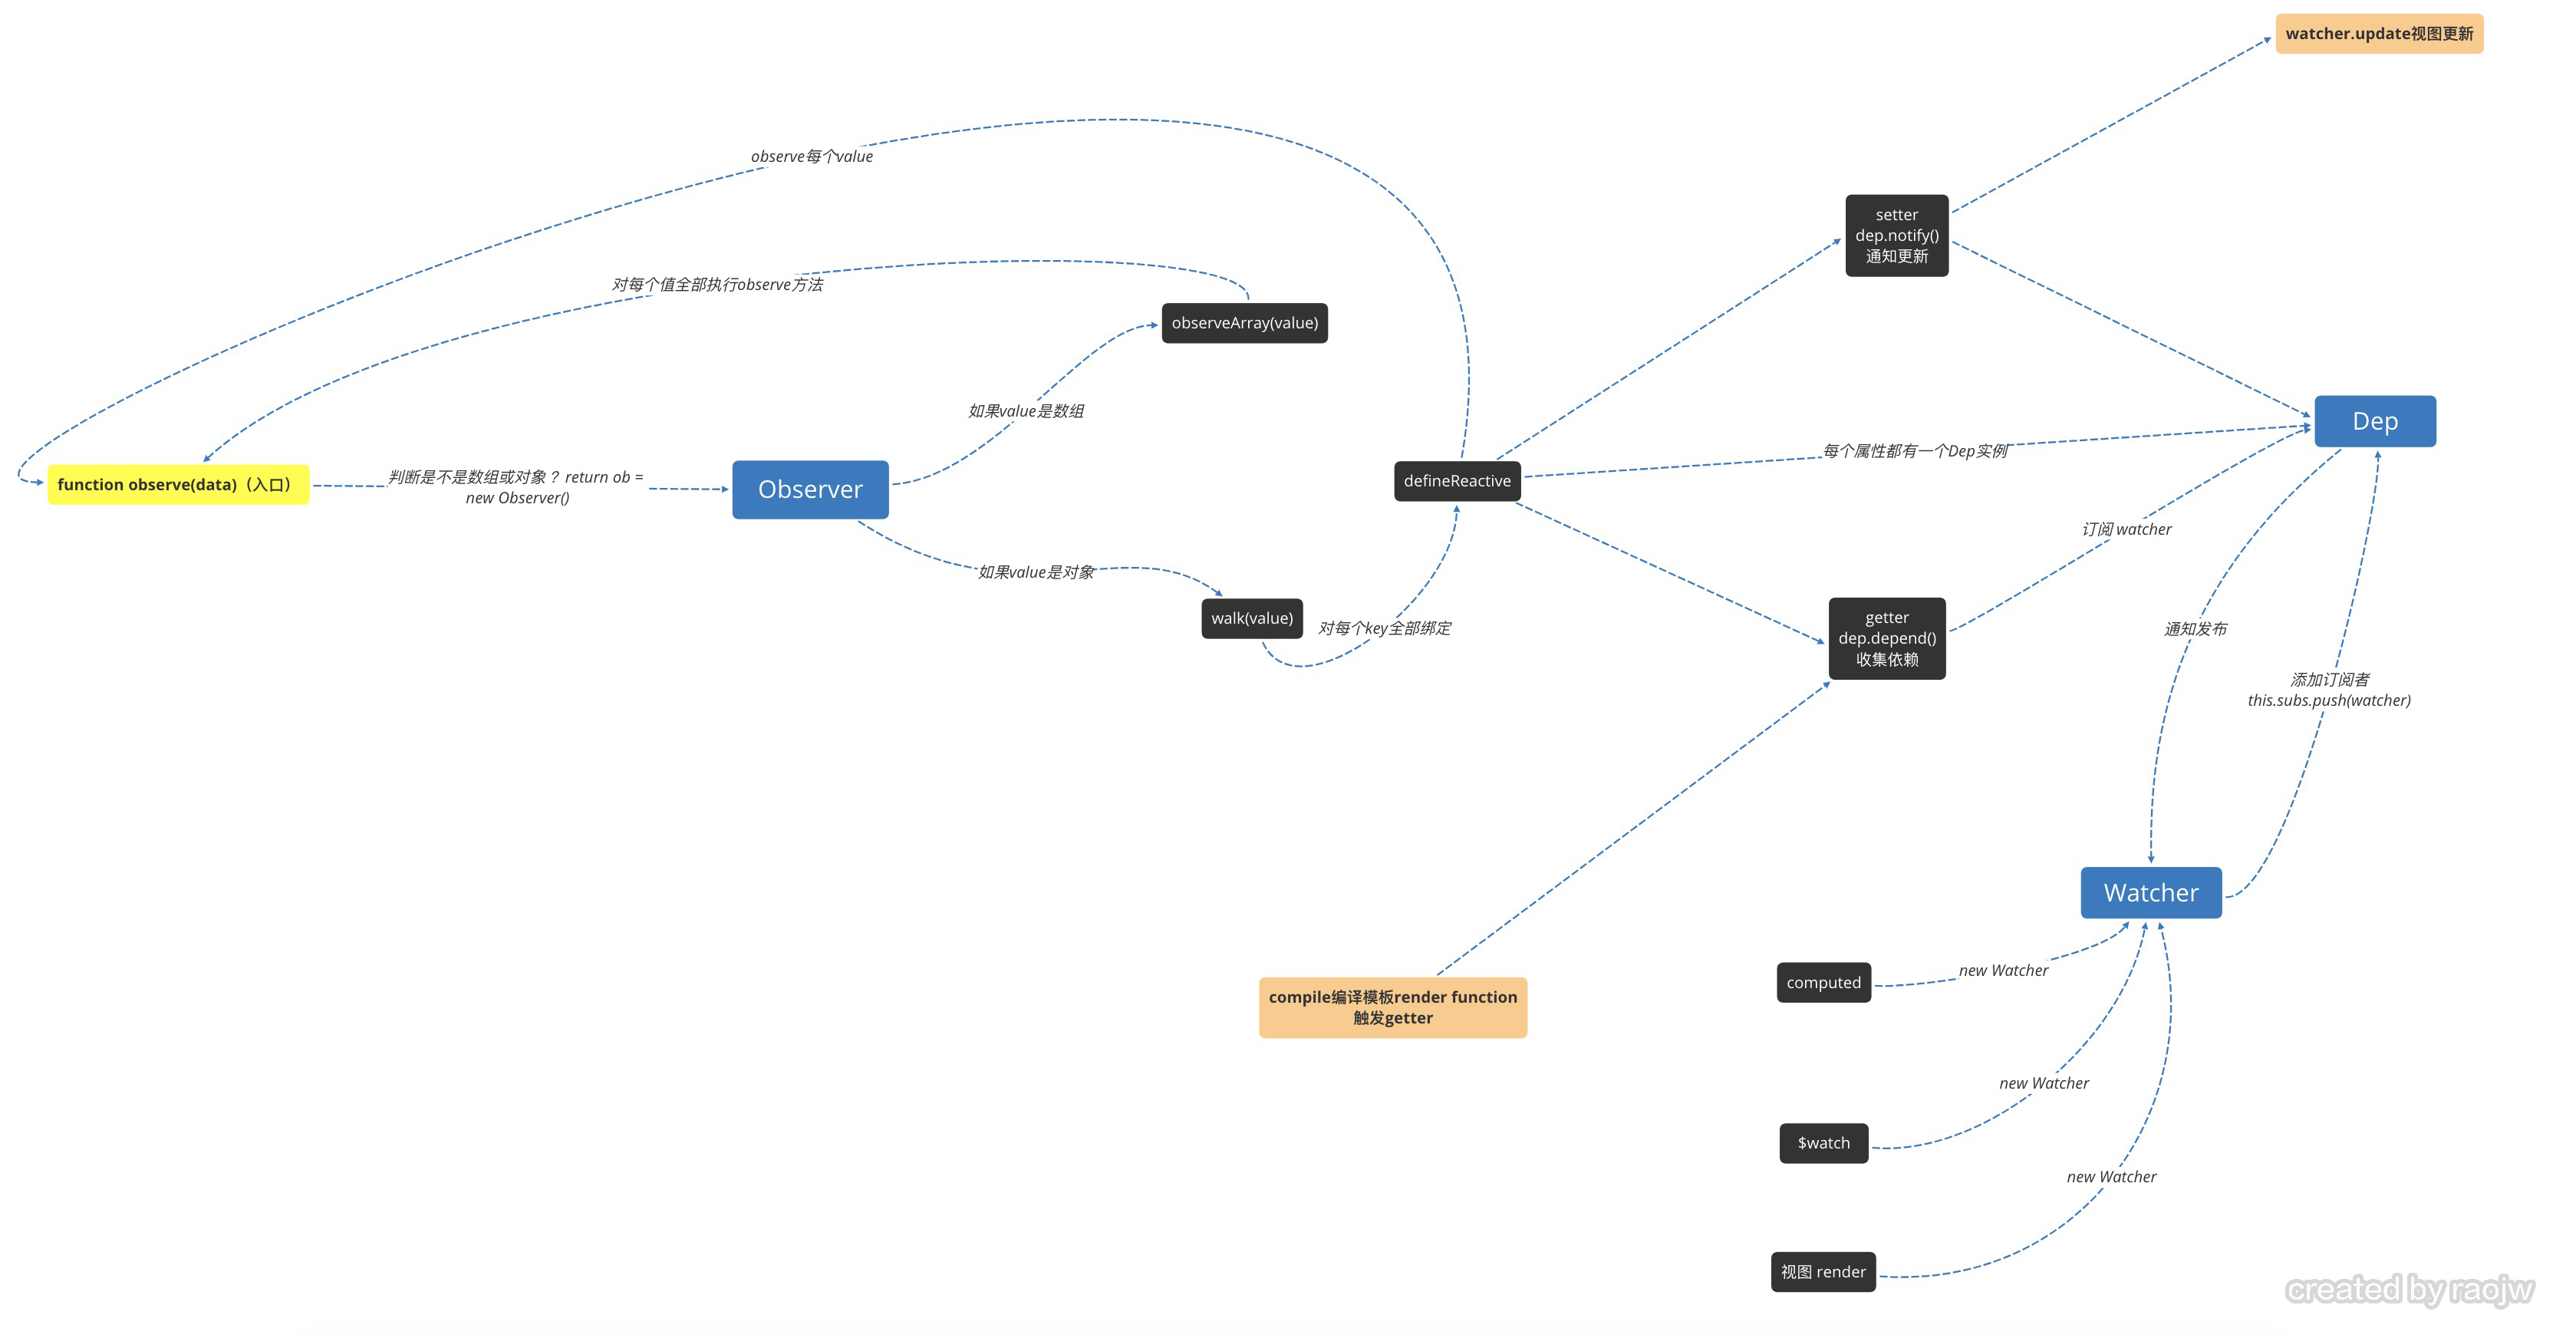 watcher.update视图更新
observe每个value
setter
dep.notify()
通知更新
对每个值全部执行observe方法
observeArray(value)
如果value是数组
Dep
每个属性都有一个Dep实例
function observe(data)（入口）
判断是不是数组或对象？return ob =
new Observer()
Observer
defineReactive
订阅 watcher
如果value是对象
walk(value)
对每个key全部绑定
getter
dep.depend()
收集依赖
通知发布
添加订阅者
this.subs.push(watcher)
Watcher
compile编译模板render function
触发getter
computed
new Watcher
new Watcher
$watch
new Watcher
视图 render
created by raojw